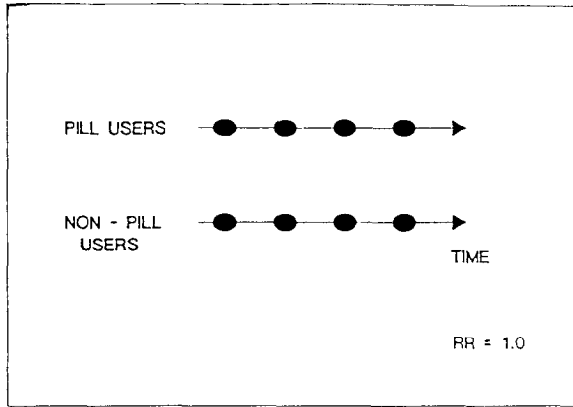 PILL USERS
NON - PILL
USERS
TIME
RR = 1.0